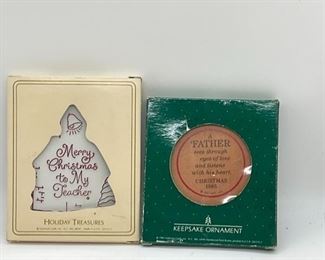 Merry
Christmas
to My
Teacher
HOLIDAY TREASURES
A
FATHER
sees through
eyes of love
and listens
with his heart.
CHRISTMAS
1985
KEEPSAKE ORNAMENT